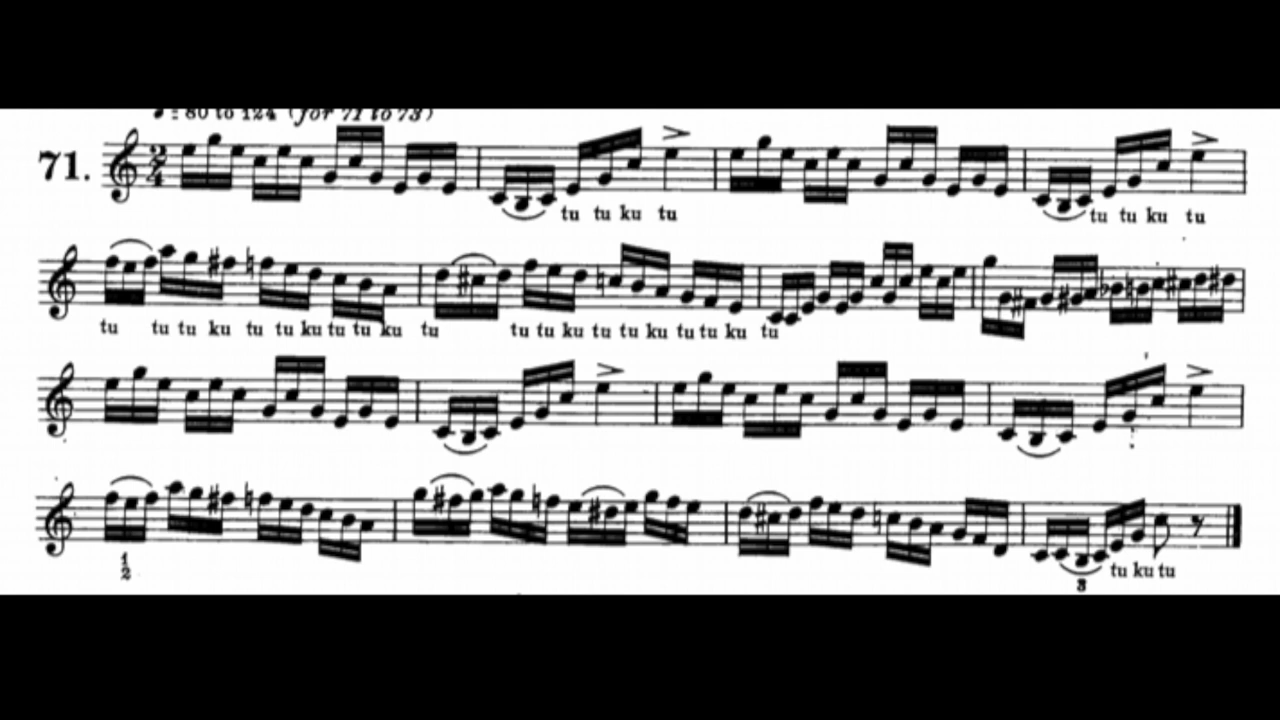 = 80 to 124 (for 71 to 73)
71. 2 4
tu tu ku tu tu tu ku tu
tu tu tu ku tu tu ku tu tu ku tu tu tu ku tu tu ku tu tu ku tu
1
2
tu ku tu
3